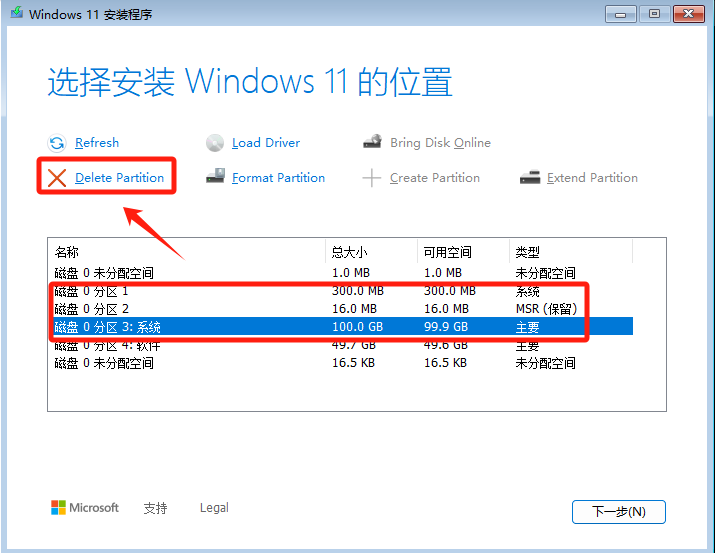 Windows 11 安装程序
选择安装 Windows 11 的位置
Refresh Load Driver Bring Disk Online
Delete Partition Format Partition Create Partition Extend Partition
名称 总大小 可用空间 类型
磁盘 0 未分配空间 1.0 MB 1.0 MB 未分配空间
磁盘 0 分区 1 300.0 MB 300.0 MB 系统
磁盘 0 分区 2 16.0 MB 16.0 MB MSR (保留)
磁盘 0 分区 3: 系统 100.0 GB 99.9 GB 主要
磁盘 0 分区 4: 软件 49.7 GB 49.6 GB 主要
磁盘 0 未分配空间 16.5 KB 16.5 KB 未分配空间
Microsoft 支持 Legal 下一步(N)